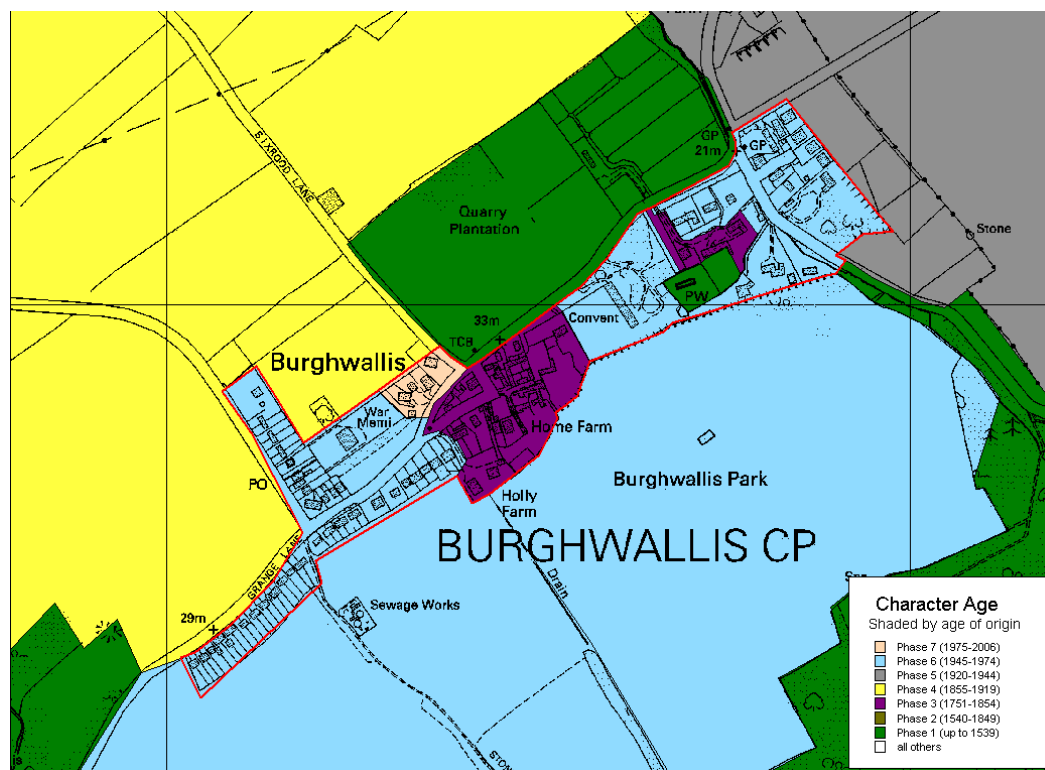 GP
21m
GP
SIXROOD LANE
Quarry
Plantation
Stone
PW
Convent
33m
TCB
Burghwallis
War
Meml
Home Farm
PO
Burghwallis Park
Holly
Farm
BURGHWALLIS CP
GRANGE LANE
Drain
29m
Sewage Works
Character Age
Shaded by age of origin
Phase 7 (1975-2006)
Phase 6 (1945-1974)
Phase 5 (1920-1944)
Phase 4 (1855-1919)
Phase 3 (1751-1854)
Phase 2 (1540-1849)
Phase 1 (up to 1539)
all others